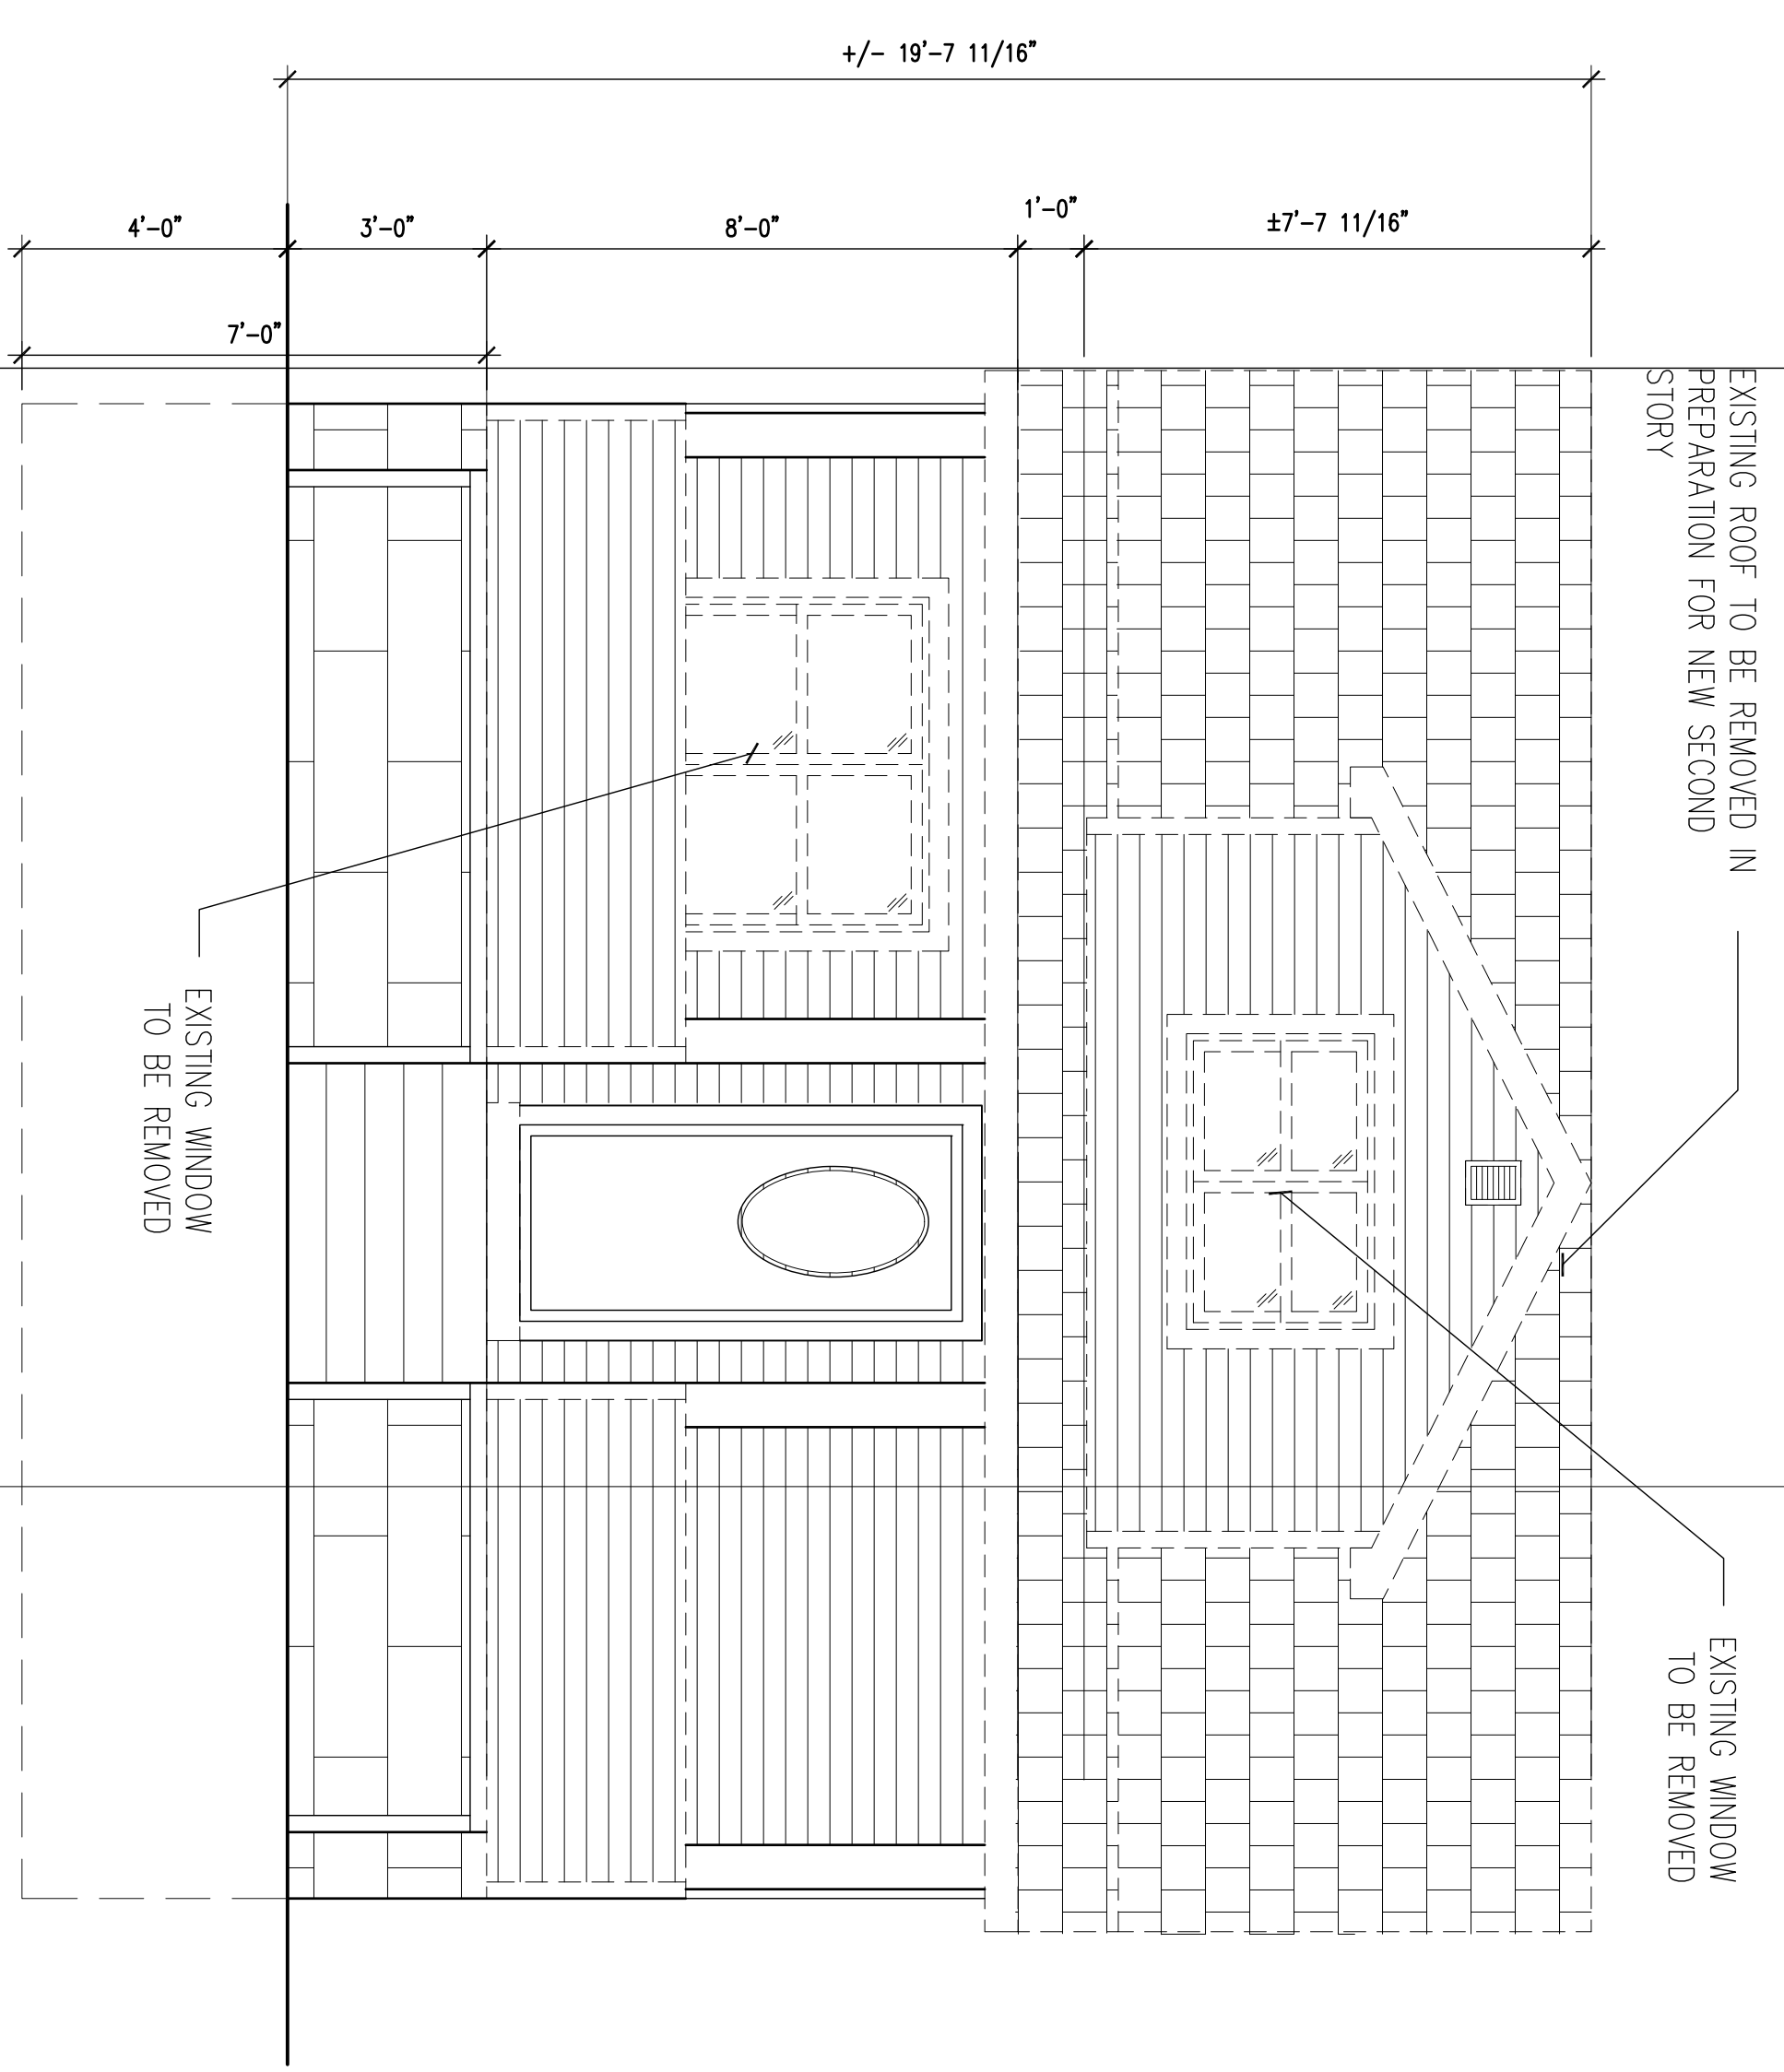 +/- 19'-7 11/16"
4'-0"
3'-0"
8'-0"
1'-0"
±7'-7 11/16"
7'-0"
EXISTING ROOF TO BE REMOVED IN
PREPARATION FOR NEW SECOND
STORY
EXISTING WINDOW
TO BE REMOVED
EXISTING WINDOW
TO BE REMOVED